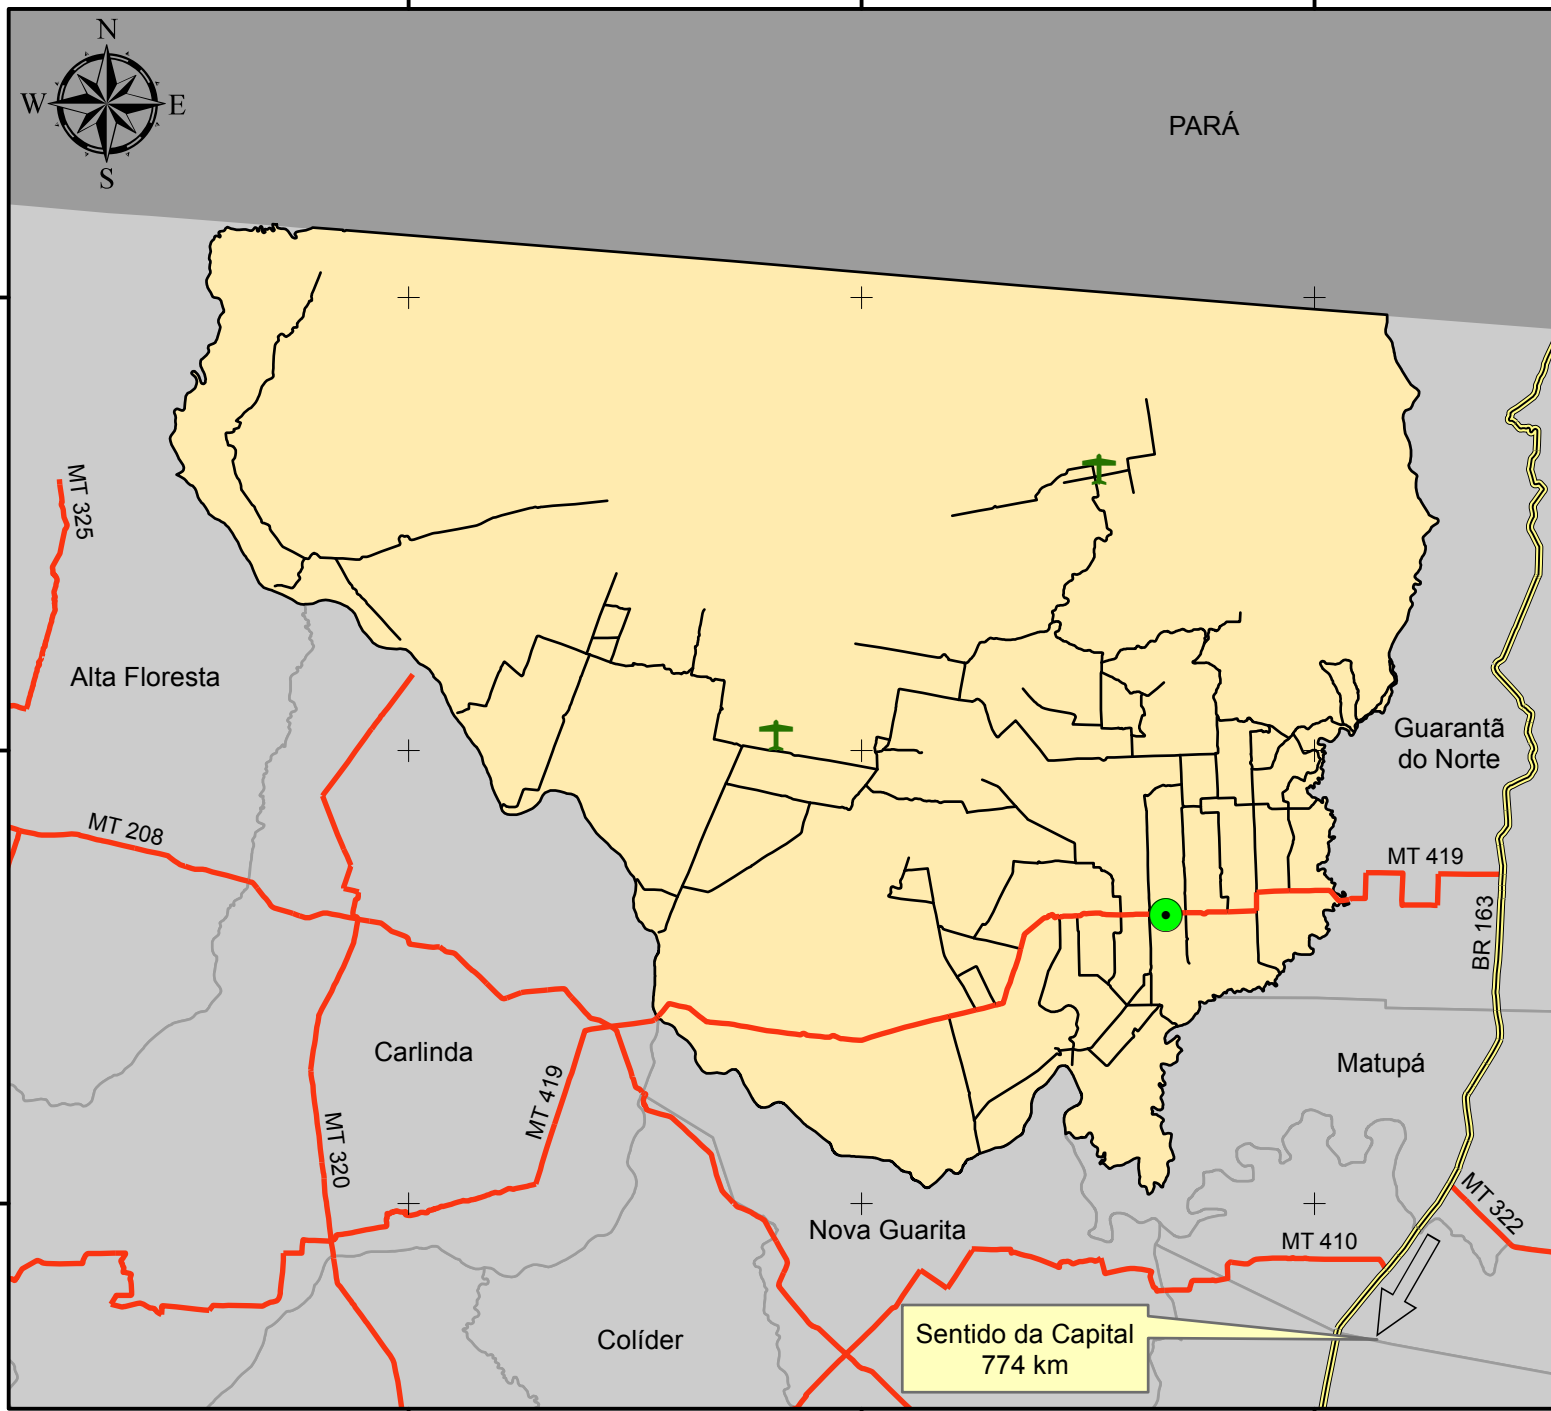 N
W
E
S
PARÁ
MT 325
Alta Floresta
Guarantã
do Norte
MT 208
MT 419
BR 163
Carlinda
Matupá
MT 419
MT 320
MT 322
Nova Guarita
MT 410
Colíder
Sentido da Capital
774 km